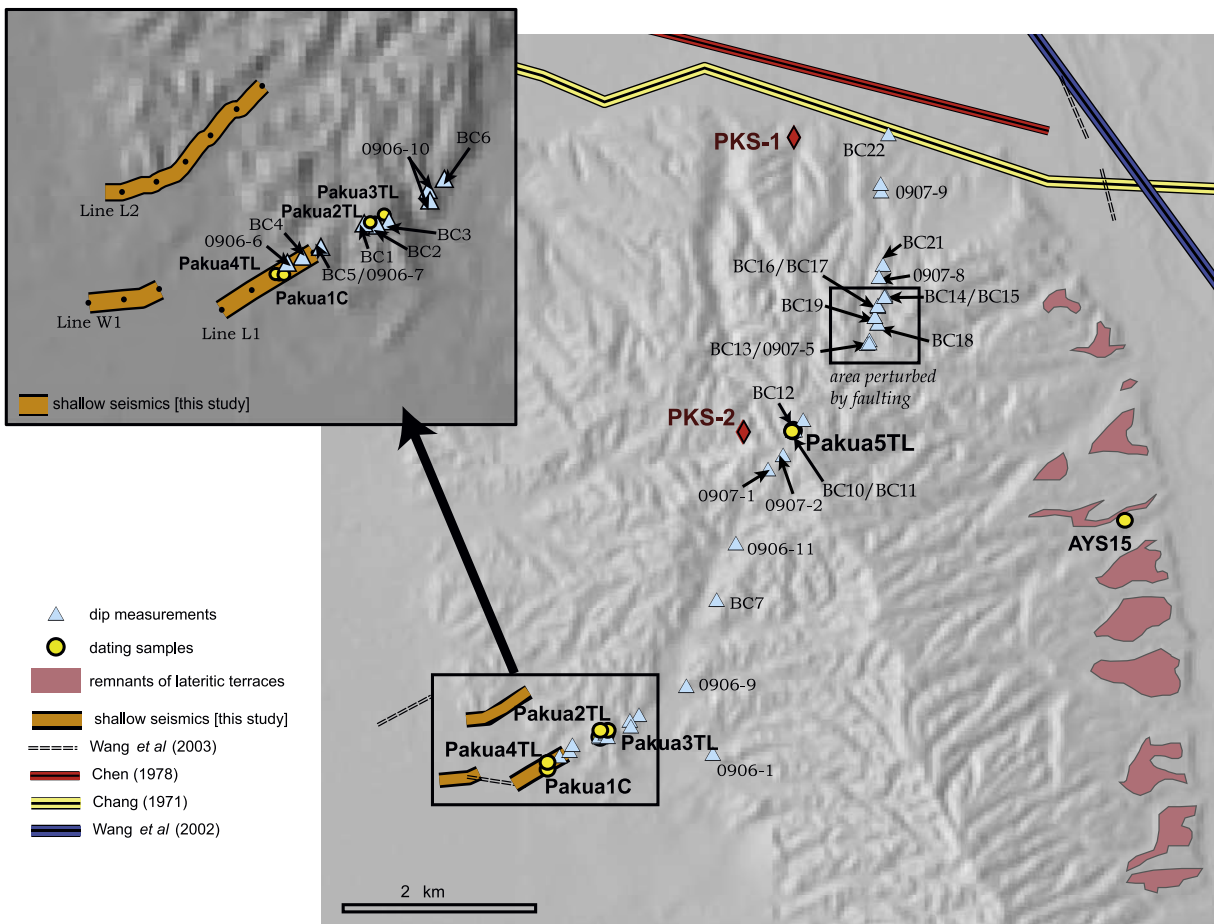 BC6
0906-10
Pakua3TL
Pakua2TL
Line L2
BC4
0906-6
BC3
BC2
BC1
BC5/0906-7
Pakua4TL
Pakua1C
Line W1
Line L1
shallow seismics [this study]
PKS-1
BC22
0907-9
BC21
BC16/BC17
0907-8
BC14/BC15
BC19
BC18
BC13/0907-5
area perturbed
by faulting
BC12
PKS-2
Pakua5TL
0907-1
0907-2
BC10/BC11
AYS15
0906-11
BC7
0906-9
Pakua2TL
Pakua3TL
Pakua4TL
Pakua1C
0906-1
dip measurements
dating samples
remnants of lateritic terraces
shallow seismics [this study]
Wang et al (2003)
Chen (1978)
Chang (1971)
Wang et al (2002)
2 km